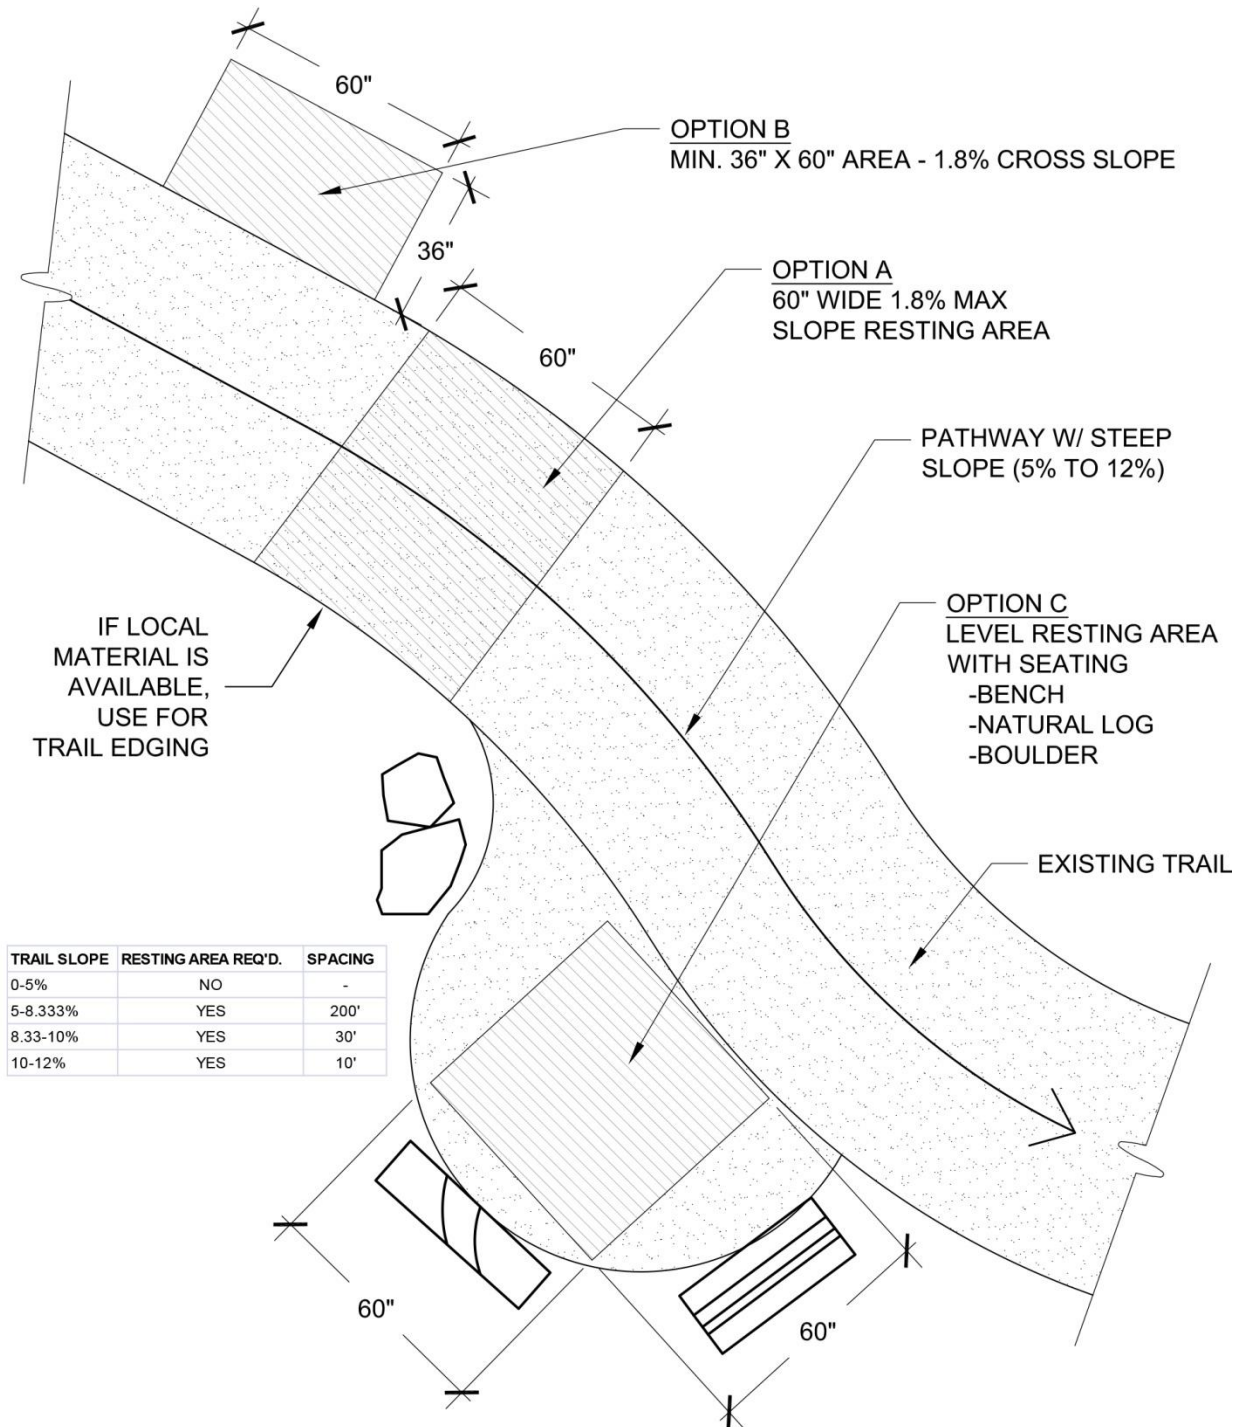 60"
OPTION B
MIN. 36" X 60" AREA - 1.8% CROSS SLOPE
36"
OPTION A
60" WIDE 1.8% MAX
SLOPE RESTING AREA
60"
PATHWAY W/ STEEP
SLOPE (5% TO 12%)
OPTION C
LEVEL RESTING AREA
WITH SEATING
-BENCH
-NATURAL LOG
-BOULDER
IF LOCAL
MATERIAL IS
AVAILABLE,
USE FOR
TRAIL EDGING
EXISTING TRAIL
TRAIL SLOPE RESTING AREA REQ'D. SPACING
0-5% NO -
5-8.333% YES 200'
8.33-10% YES 30'
10-12% YES 10'
60"
60"